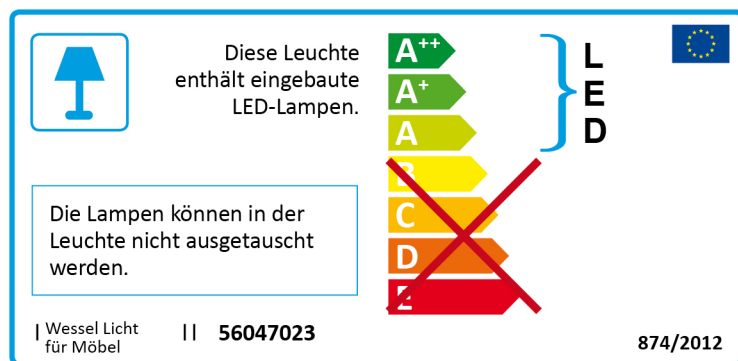 Diese Leuchte
enthält eingebaute
LED-Lampen.
A++
A+
A
B
C
D
E
L
E
D
Die Lampen können in der
Leuchte nicht ausgetauscht
werden.
I Wessel Licht
für Möbel
II 56047023
874/2012